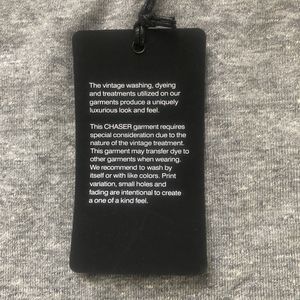 The vintage washing, dyeing
and treatments utilized on our
garments produce a uniquely
luxurious look and feel.
This CHASER garment requires
special consideration due to the
nature of the vintage treatment.
This garment may transfer dye to
other garments when wearing.
We recommend to wash by
itself or with like colors. Print
variation, small holes and
fading are intentional to create
a one of a kind feel.